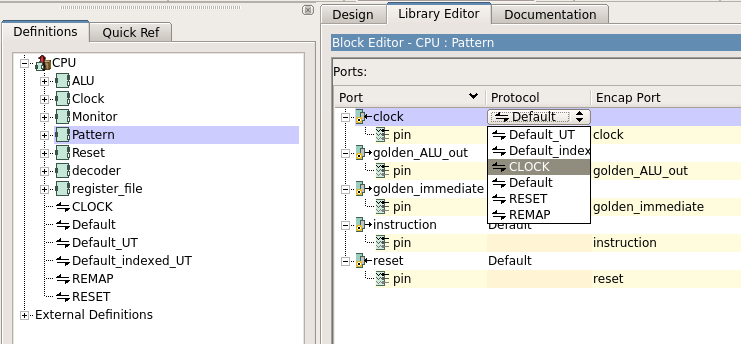 Definitions
Quick Ref
CPU
ALU
Clock
Monitor
Pattern
Reset
decoder
register_file
CLOCK
Default
Default_UT
Default_indexed_UT
REMAP
RESET
External Definitions
Design
Library Editor
Documentation
Block Editor - CPU : Pattern
Ports:
Port Protocol Encap Port
clock Default
pin clock
golden_ALU_out
pin golden_ALU_out
golden_immediate
pin golden_immediate
instruction Default
pin instruction
reset Default
pin reset
Default_UT
Default_index
CLOCK
Default
RESET
REMAP